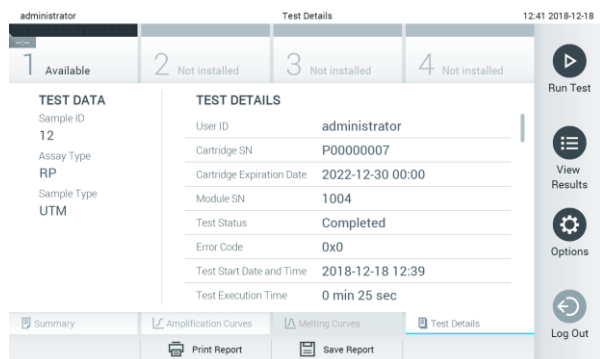 administrator Test Details 12:41 2018-12-18
1 Available 2 Not installed 3 Not installed 4 Not installed
Run Test
TEST DATA
Sample ID
12
Assay Type
RP
Sample Type
UTM
TEST DETAILS
User ID administrator
Cartridge SN P00000007
Cartridge Expiration Date 2022-12-30 00:00
Module SN 1004
Test Status Completed
Error Code 0x0
Test Start Date and Time 2018-12-18 12:39
Test Execution Time 0 min 25 sec
View
Results
Options
Log Out
Summary Amplification Curves Melting Curves Test Details
Print Report Save Report